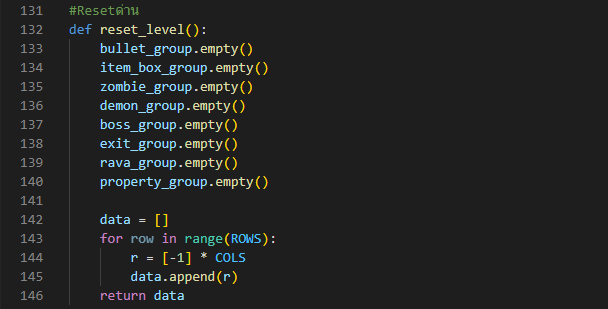 131 #Resetด่าน
132 def reset_level():
133     bullet_group.empty()
134     item_box_group.empty()
135     zombie_group.empty()
136     demon_group.empty()
137     boss_group.empty()
138     exit_group.empty()
139     rava_group.empty()
140     property_group.empty()
141
142     data = []
143     for row in range(ROWS):
144         r = [-1] * COLS
145         data.append(r)
146     return data